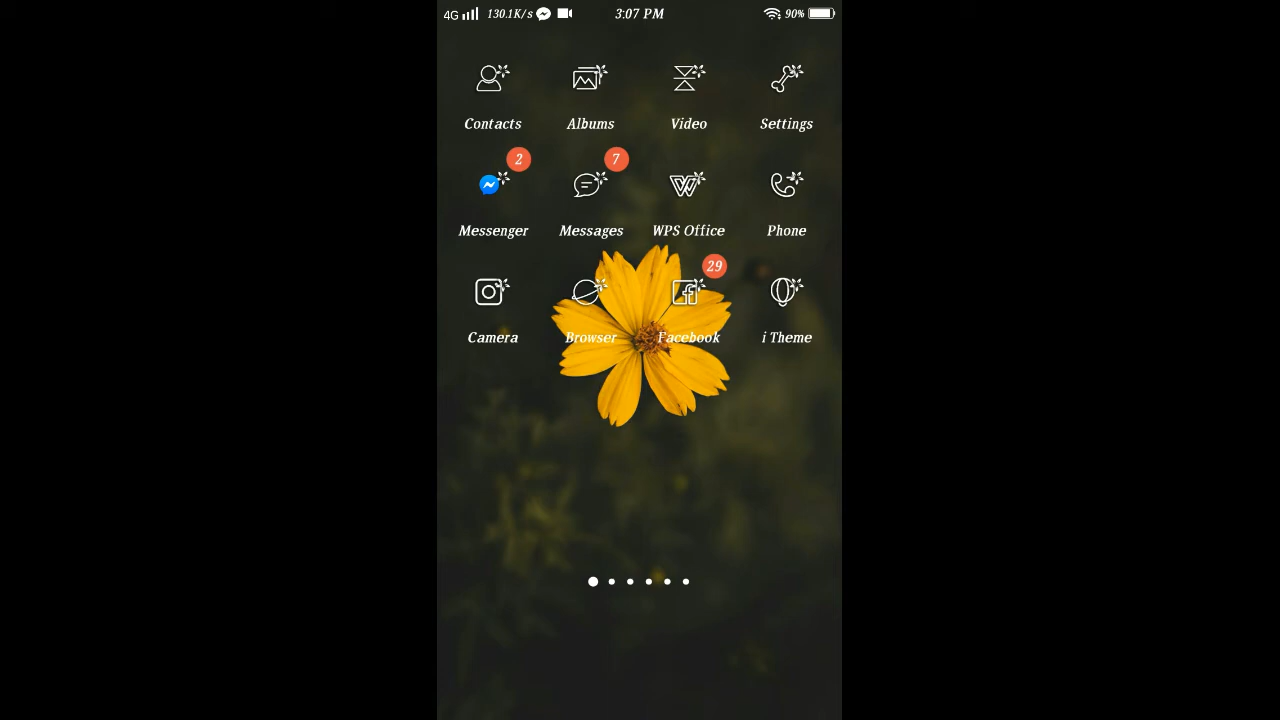 4G 130.1K/s 3:07 PM 90%
Contacts Albums Video Settings
2 7
Messenger Messages WPS Office Phone
29
Camera Browser Facebook i Theme